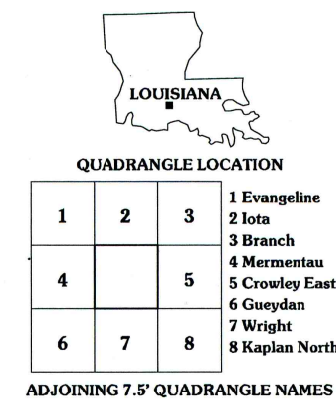 LOUISIANA
QUADRANGLE LOCATION
1 2 3
4 5
6 7 8
1 Evangeline
2 Iota
3 Branch
4 Mermentau
5 Crowley East
6 Gueydan
7 Wright
8 Kaplan North
ADJOINING 7.5' QUADRANGLE NAMES